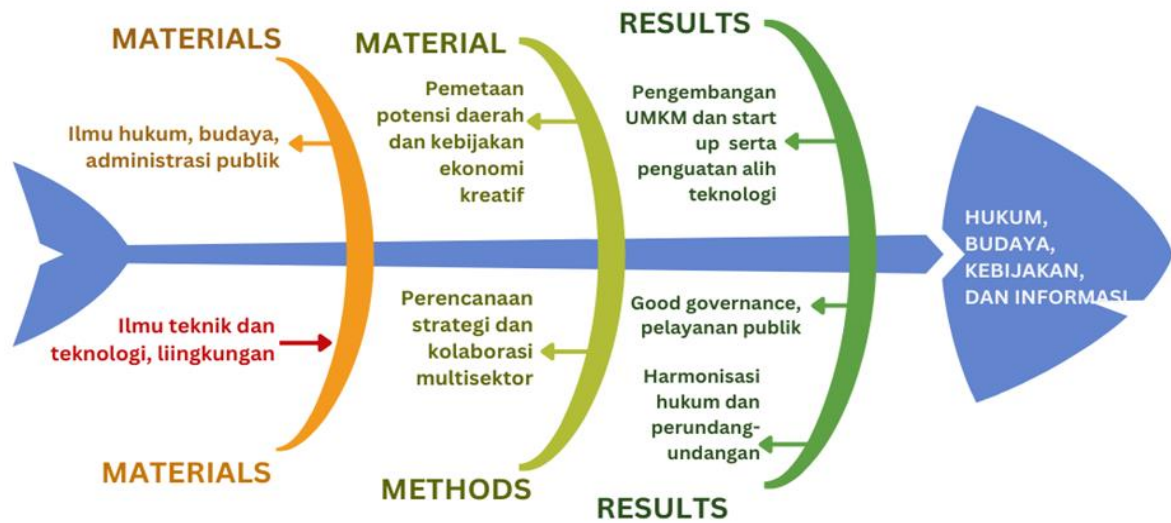 MATERIALS
Ilmu hukum, budaya,
administrasi publik
Ilmu teknik dan
teknologi, liingkungan
MATERIALS
MATERIAL
Pemetaan
potensi daerah
dan kebijakan
ekonomi
kreatif
Perencanaan
strategi dan
kolaborasi
multisektor
METHODS
RESULTS
Pengembangan
UMKM dan start
up serta
penguatan alih
teknologi
Good governance,
pelayanan publik
Harmonisasi
hukum dan
perundang-
undangan
RESULTS
HUKUM,
BUDAYA,
KEBIJAKAN,
DAN INFORMASI